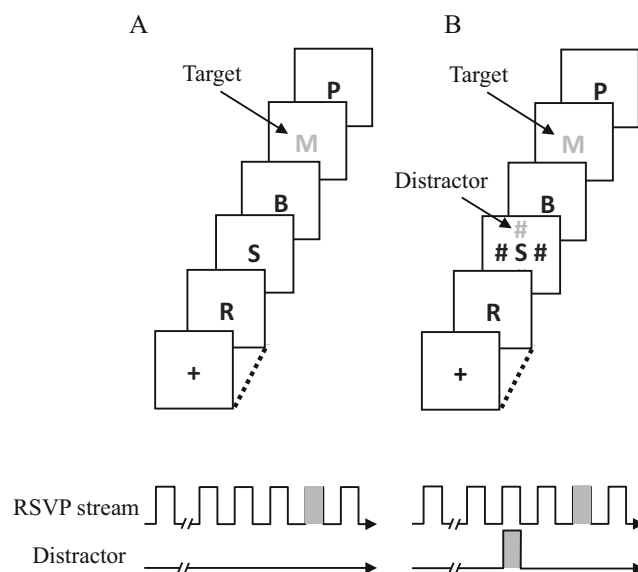 A
B
Target
P
M
B
S
R
+
Target
P
M
Distractor
B
#
# S #
R
+
RSVP stream
Distractor